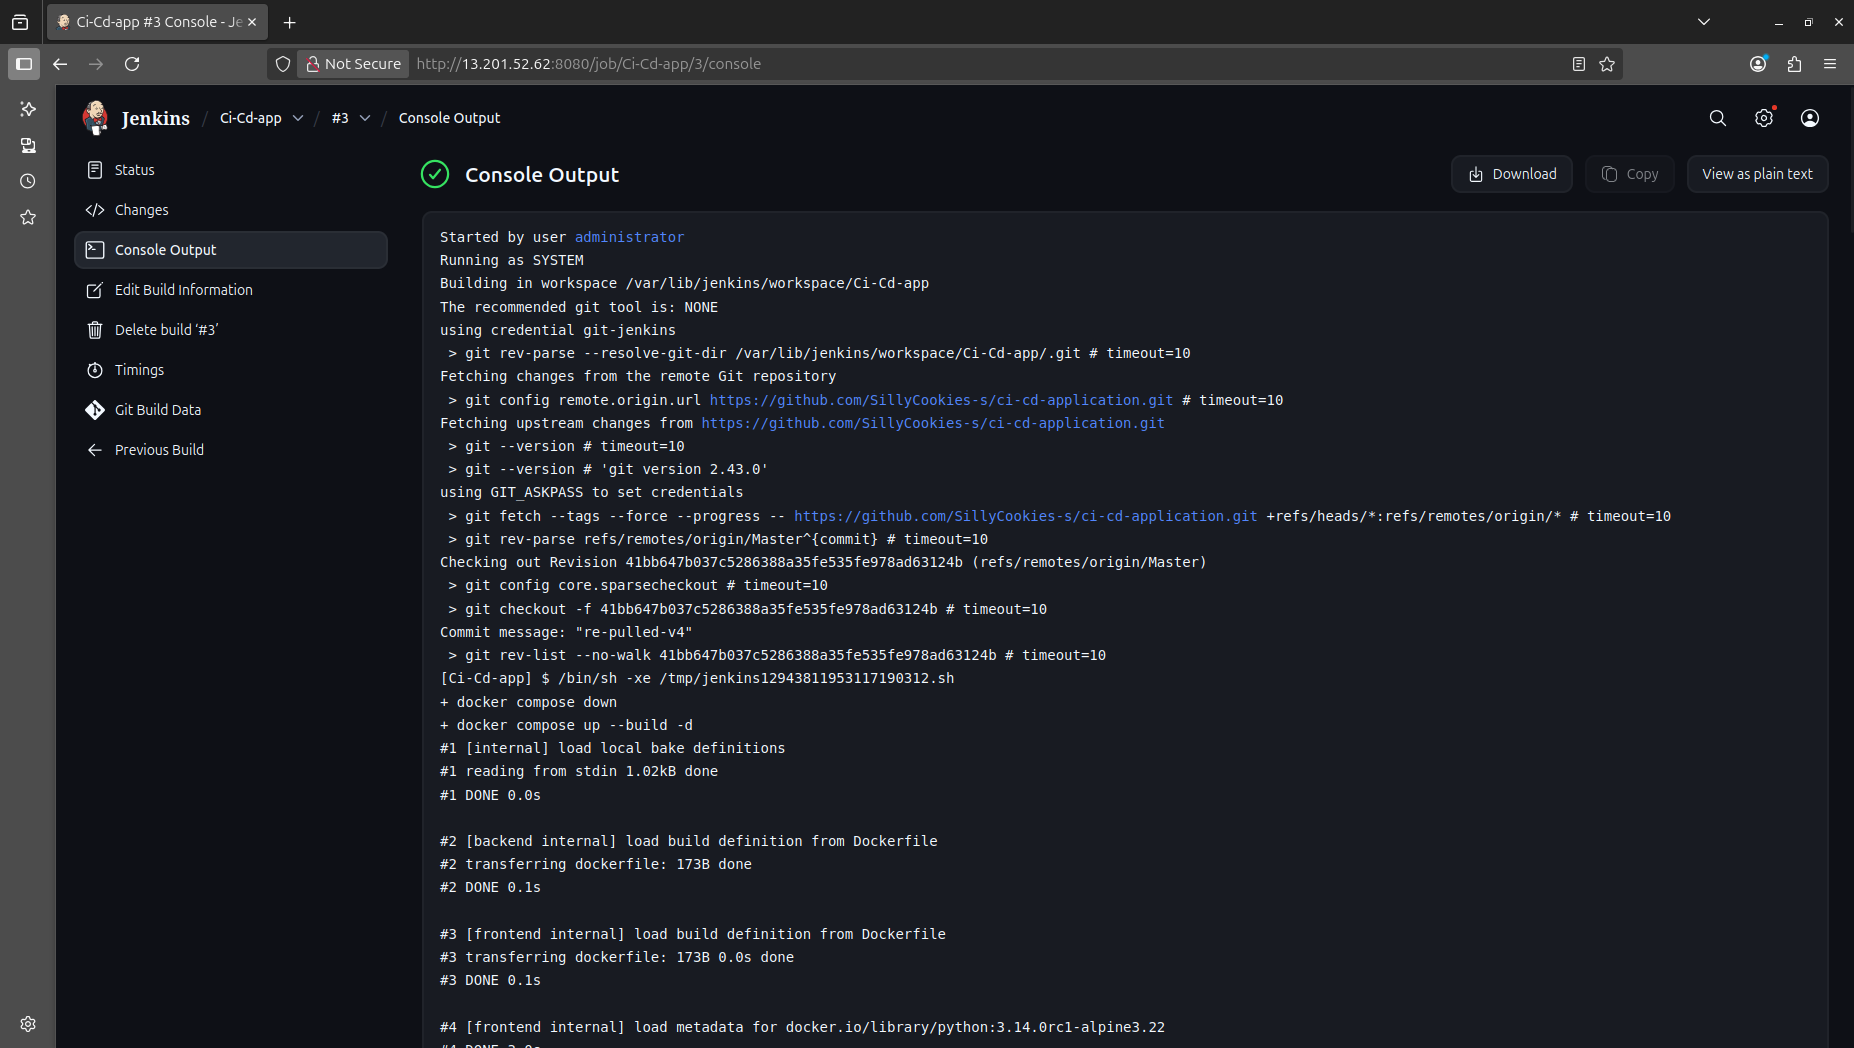 Ci-Cd-app #3 Console - Je
Not Secure
http://13.201.52.62:8080/job/Ci-Cd-app/3/console
Jenkins / Ci-Cd-app / #3 / Console Output
Status
Changes
Console Output
Edit Build Information
Delete build ‘#3’
Timings
Git Build Data
Previous Build
Console Output
Download
Copy
View as plain text
Started by user administrator
Running as SYSTEM
Building in workspace /var/lib/jenkins/workspace/Ci-Cd-app
The recommended git tool is: NONE
using credential git-jenkins
> git rev-parse --resolve-git-dir /var/lib/jenkins/workspace/Ci-Cd-app/.git # timeout=10
Fetching changes from the remote Git repository
> git config remote.origin.url https://github.com/SillyCookies-s/ci-cd-application.git # timeout=10
Fetching upstream changes from https://github.com/SillyCookies-s/ci-cd-application.git
> git --version # timeout=10
> git --version # 'git version 2.43.0'
using GIT_ASKPASS to set credentials
> git fetch --tags --force --progress -- https://github.com/SillyCookies-s/ci-cd-application.git +refs/heads/*:refs/remotes/origin/* # timeout=10
> git rev-parse refs/remotes/origin/Master^{commit} # timeout=10
Checking out Revision 41bb647b037c5286388a35fe535fe978ad63124b (refs/remotes/origin/Master)
> git config core.sparsecheckout # timeout=10
> git checkout -f 41bb647b037c5286388a35fe535fe978ad63124b # timeout=10
Commit message: "re-pulled-v4"
> git rev-list --no-walk 41bb647b037c5286388a35fe535fe978ad63124b # timeout=10
[Ci-Cd-app] $ /bin/sh -xe /tmp/jenkins12943811953117190312.sh
+ docker compose down
+ docker compose up --build -d
#1 [internal] load local bake definitions
#1 reading from stdin 1.02kB done
#1 DONE 0.0s
#2 [backend internal] load build definition from Dockerfile
#2 transferring dockerfile: 173B done
#2 DONE 0.1s
#3 [frontend internal] load build definition from Dockerfile
#3 transferring dockerfile: 173B 0.0s done
#3 DONE 0.1s
#4 [frontend internal] load metadata for docker.io/library/python:3.14.0rc1-alpine3.22